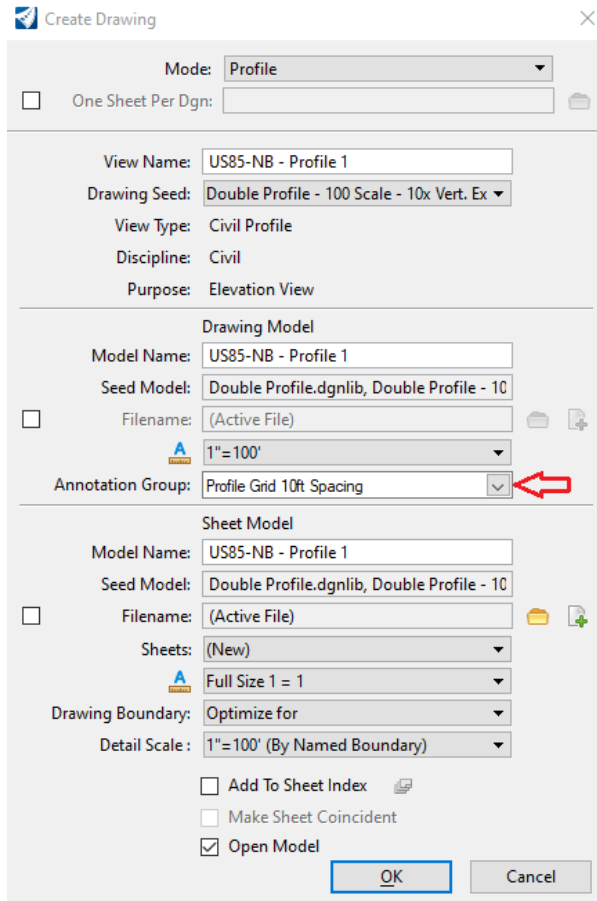 Create Drawing
Mode: Profile
One Sheet Per Dgn:
View Name: US85-NB - Profile 1
Drawing Seed: Double Profile - 100 Scale - 10x Vert. Ex
View Type: Civil Profile
Discipline: Civil
Purpose: Elevation View
Drawing Model
Model Name: US85-NB - Profile 1
Seed Model: Double Profile.dgnlib, Double Profile - 10
Filename: (Active File)
A 1"=100'
Annotation Group: Profile Grid 10ft Spacing
Sheet Model
Model Name: US85-NB - Profile 1
Seed Model: Double Profile.dgnlib, Double Profile - 10
Filename: (Active File)
Sheets: (New)
A Full Size 1 = 1
Drawing Boundary: Optimize for
Detail Scale : 1"=100' (By Named Boundary)
Add To Sheet Index
Make Sheet Coincident
Open Model
OK Cancel